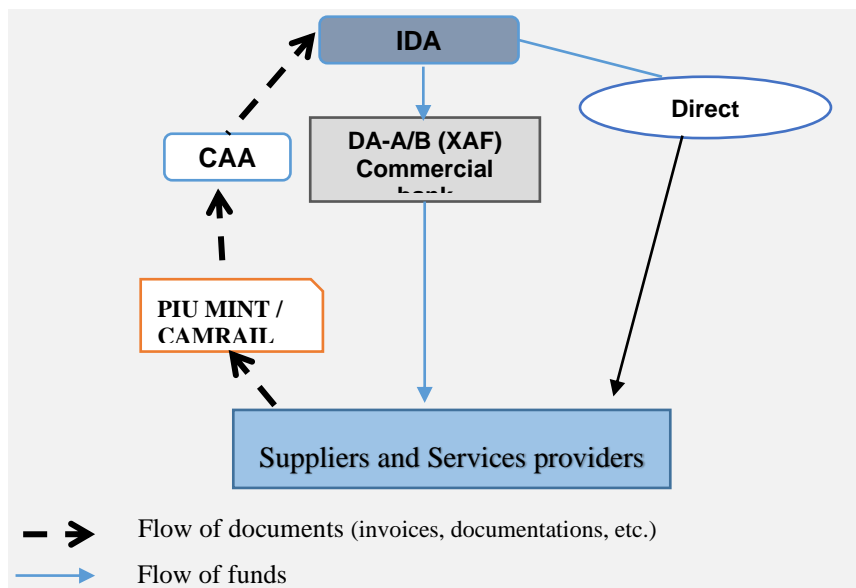 IDA
Direct
DA-A/B (XAF)
Commercial
bank
CAA
PIU MINT /
CAMRAIL
Suppliers and Services providers
Flow of documents (invoices, documentations, etc.)
Flow of funds